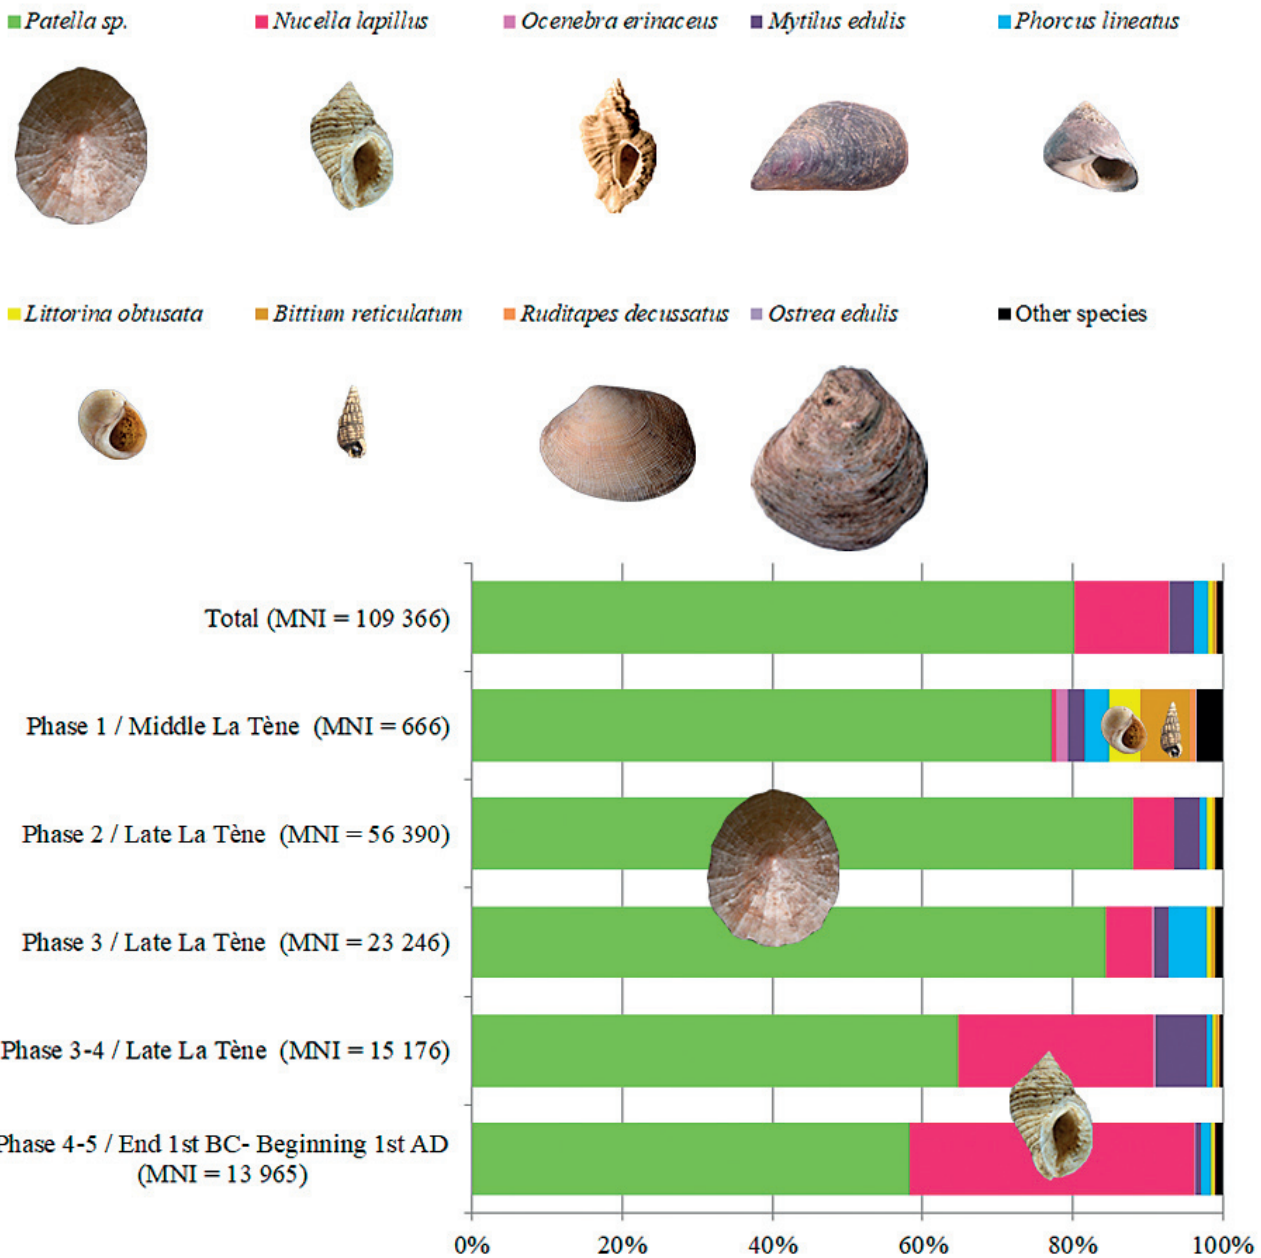 Patella sp. Nucella lapillus Ocenebra erinaceus Mytilus edulis Phorcus lineatus
Littorina obtusata Bittium reticulatum Ruditapes decussatus Ostrea edulis Other species
Total (MNI = 109 366)
Phase 1 / Middle La Tène (MNI = 666)
Phase 2 / Late La Tène (MNI = 56 390)
Phase 3 / Late La Tène (MNI = 23 246)
Phase 3-4 / Late La Tène (MNI = 15 176)
Phase 4-5 / End 1st BC- Beginning 1st AD
(MNI = 13 965)
0% 20% 40% 60% 80% 100%